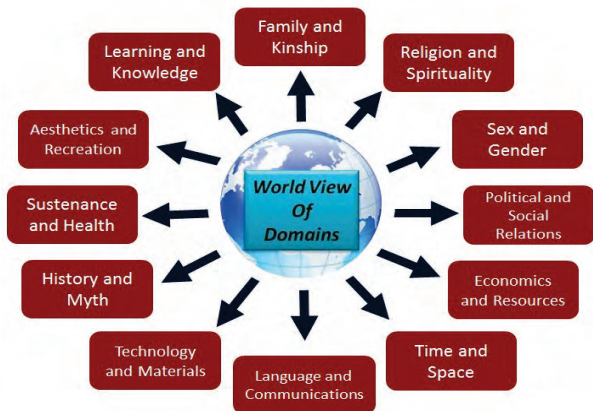 Family and
Kinship
Religion and
Spirituality
Sex and
Gender
Political and
Social
Relations
Economics
and Resources
Time and
Space
Language and
Communications
Technology
and Materials
History and
Myth
Sustenance
and Health
Aesthetics and
Recreation
Learning and
Knowledge
World View
Of
Domains